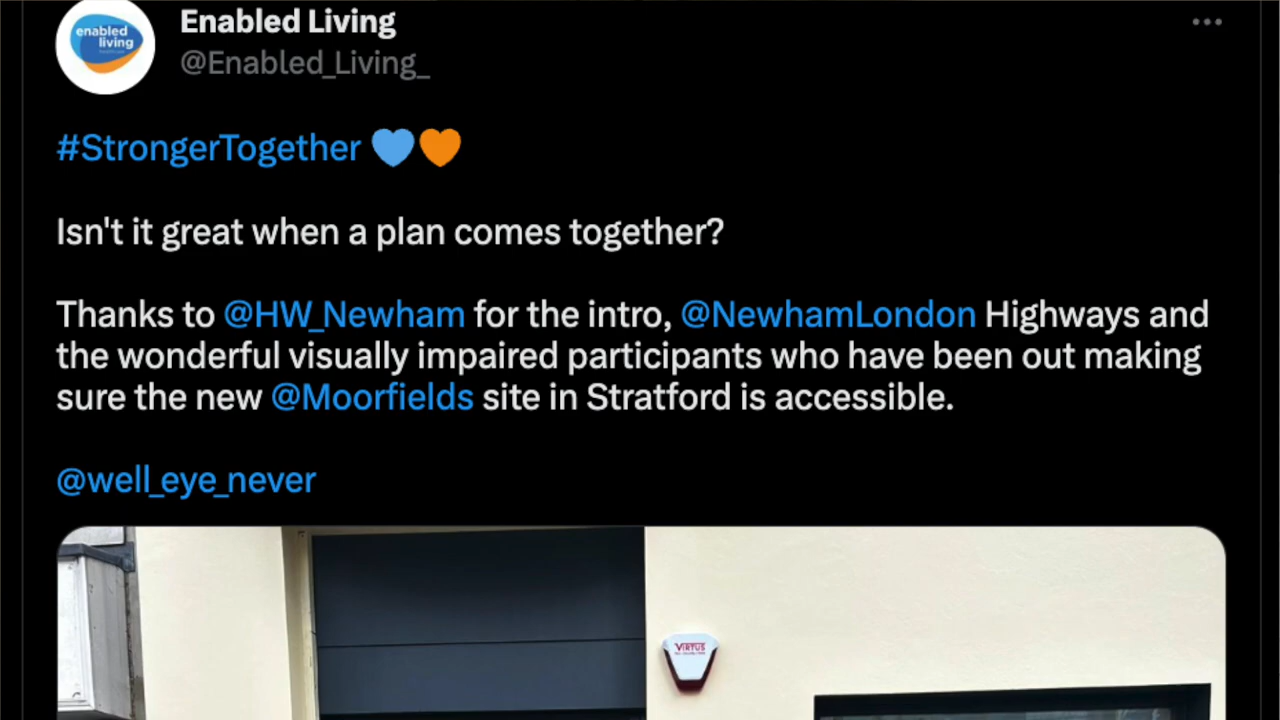 enabled
living
Enabled Living
@Enabled_Living_
#StrongerTogether 💙🧡
Isn't it great when a plan comes together?
Thanks to @HW_Newham for the intro, @NewhamLondon Highways and
the wonderful visually impaired participants who have been out making
sure the new @Moorfields site in Stratford is accessible.
@well_eye_never
VIRTUS